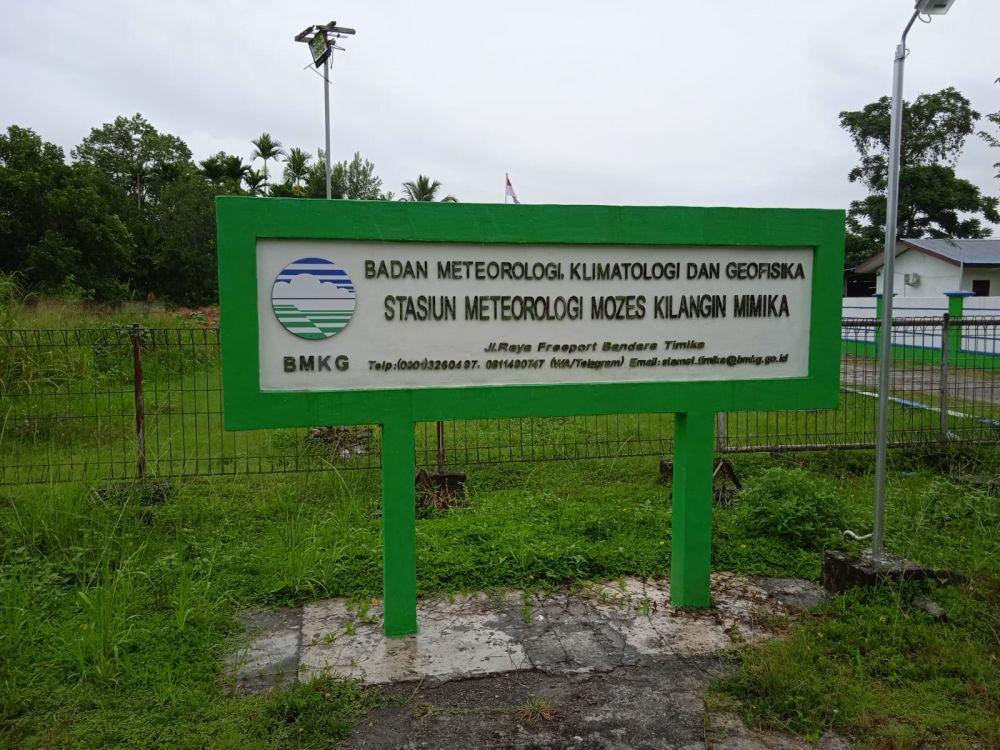 BADAN METEOROLOGI, KLIMATOLOGI DAN GEOFISIKA
STASIUN METEOROLOGI MOZES KILANGIN MIMIKA
Jl.Raya Freeport Bandara Timika
Telp:(0901)3260497. 0811490747 (WA/Telegram) Email: stamet.timika@bmkg.go.id
BMKG